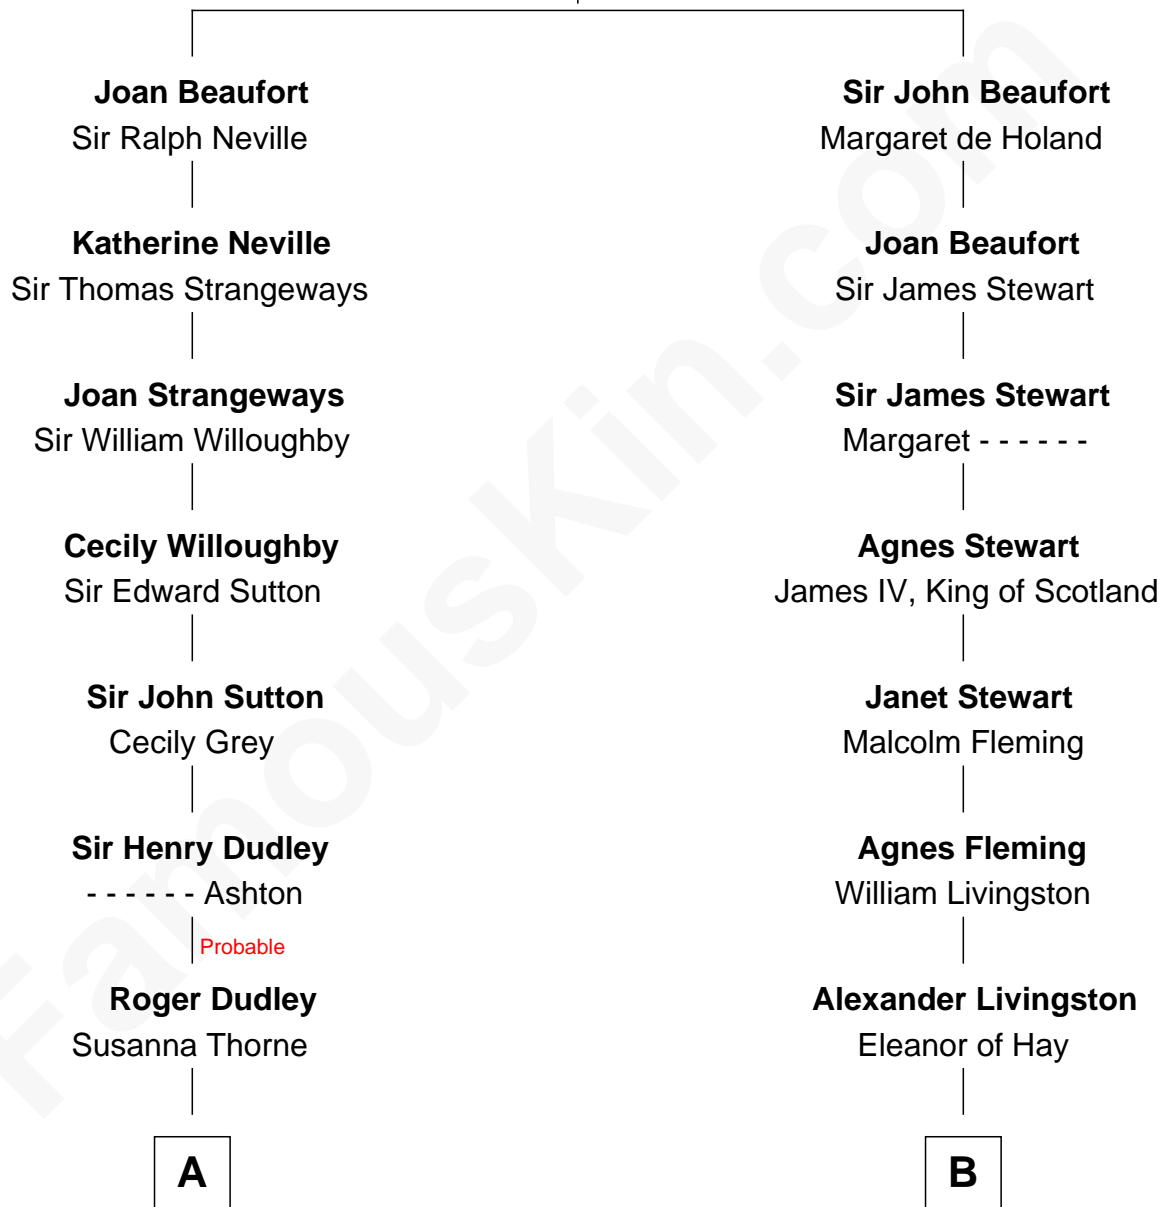 Joan Beaufort
Sir Ralph Neville
Katherine Neville
Sir Thomas Strangeways
Joan Strangeways
Sir William Willoughby
Cecily Willoughby
Sir Edward Sutton
Sir John Sutton
Cecily Grey
Sir Henry Dudley
- - - - - - Ashton
Probable
Roger Dudley
Susanna Thorne
A
Sir John Beaufort
Margaret de Holand
Joan Beaufort
Sir James Stewart
Sir James Stewart
Margaret - - - - - -
Agnes Stewart
James IV, King of Scotland
Janet Stewart
Malcolm Fleming
Agnes Fleming
William Livingston
Alexander Livingston
Eleanor of Hay
B
FamousKin.com